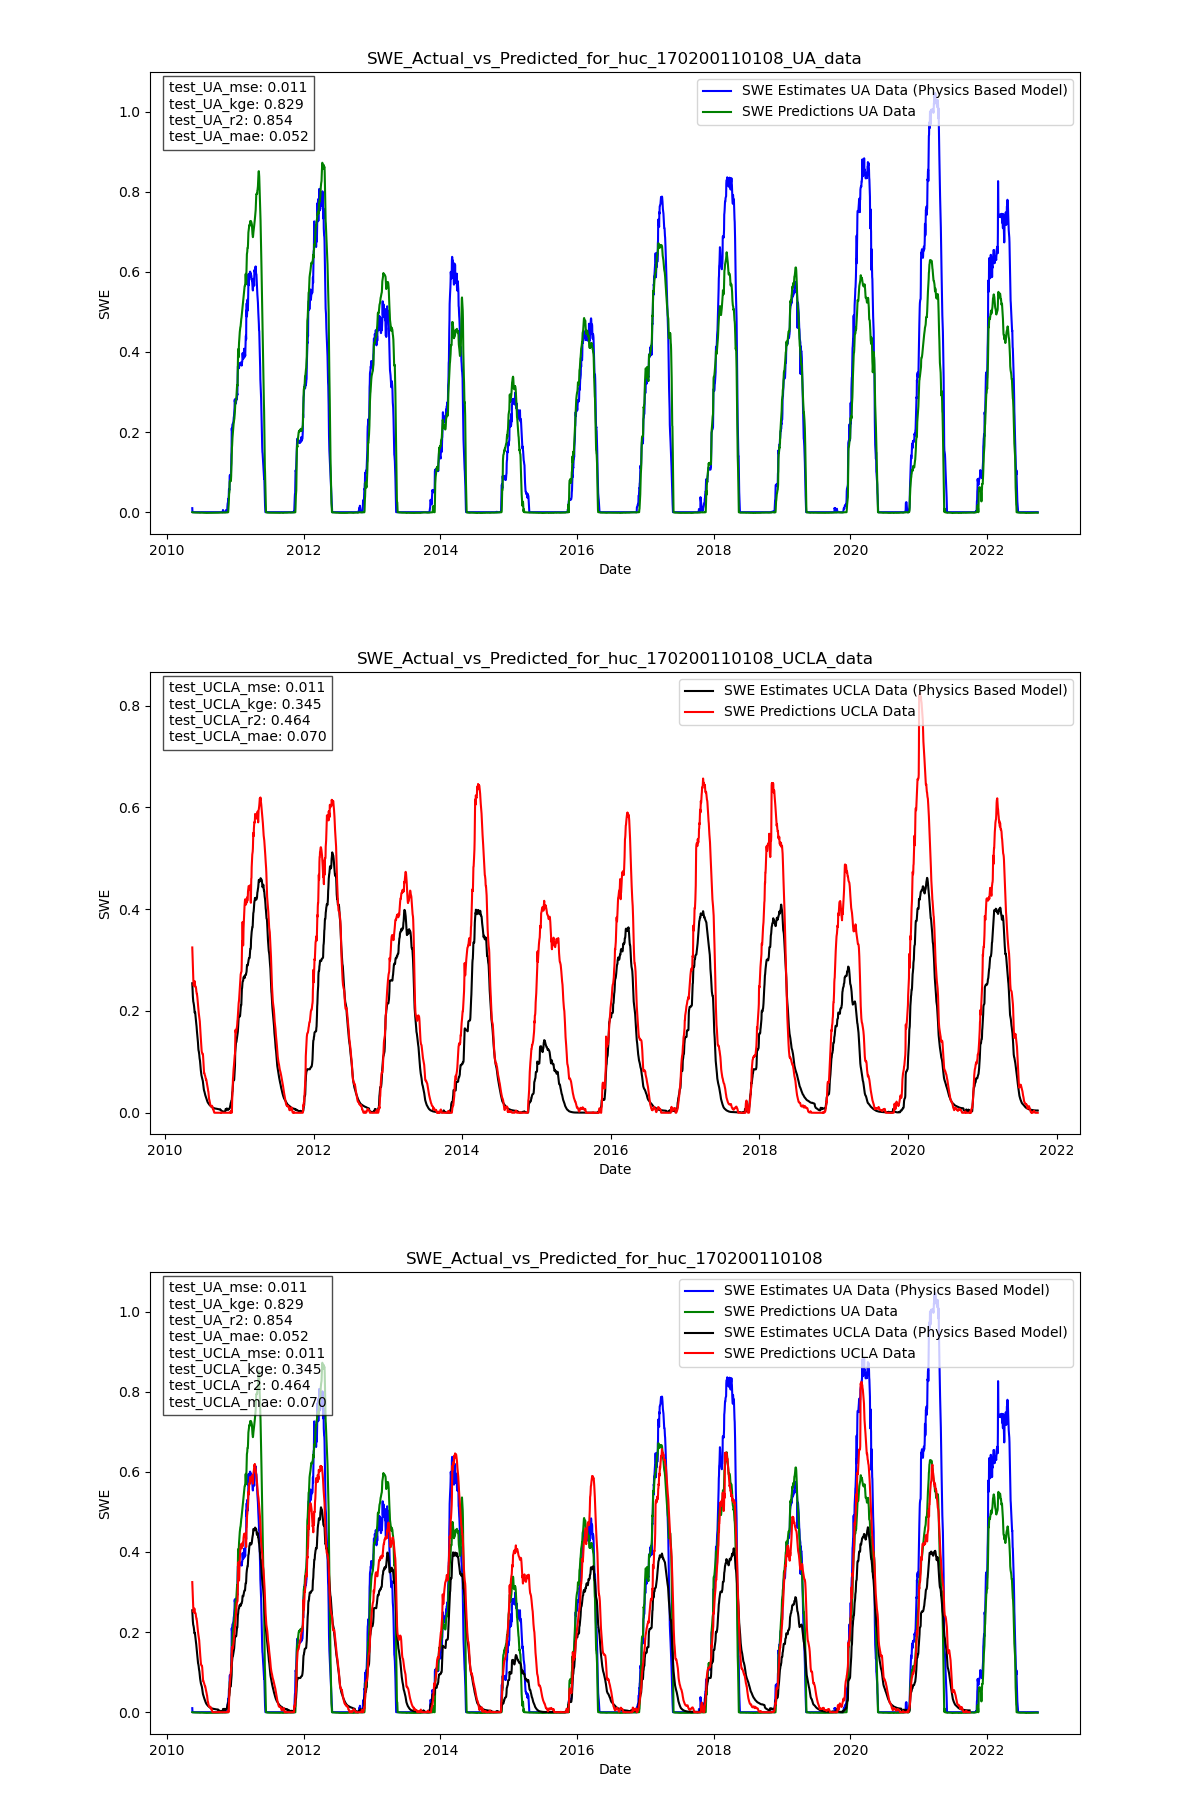 SWE_Actual_vs_Predicted_for_huc_170200110108_UA_data
test_UA_mse: 0.011
test_UA_kge: 0.829
test_UA_r2: 0.854
test_UA_mae: 0.052
SWE Estimates UA Data (Physics Based Model)
SWE Predictions UA Data
1.0
0.8
0.6
0.4
0.2
0.0
SWE
2010
2012
2014
2016
2018
2020
2022
Date
SWE_Actual_vs_Predicted_for_huc_170200110108_UCLA_data
test_UCLA_mse: 0.011
test_UCLA_kge: 0.345
test_UCLA_r2: 0.464
test_UCLA_mae: 0.070
SWE Estimates UCLA Data (Physics Based Model)
SWE Predictions UCLA Data
0.8
0.6
0.4
0.2
0.0
SWE
2010
2012
2014
2016
2018
2020
2022
Date
SWE_Actual_vs_Predicted_for_huc_170200110108
test_UA_mse: 0.011
test_UA_kge: 0.829
test_UA_r2: 0.854
test_UA_mae: 0.052
test_UCLA_mse: 0.011
test_UCLA_kge: 0.345
test_UCLA_r2: 0.464
test_UCLA_mae: 0.070
SWE Estimates UA Data (Physics Based Model)
SWE Predictions UA Data
SWE Estimates UCLA Data (Physics Based Model)
SWE Predictions UCLA Data
1.0
0.8
0.6
0.4
0.2
0.0
SWE
2010
2012
2014
2016
2018
2020
2022
Date